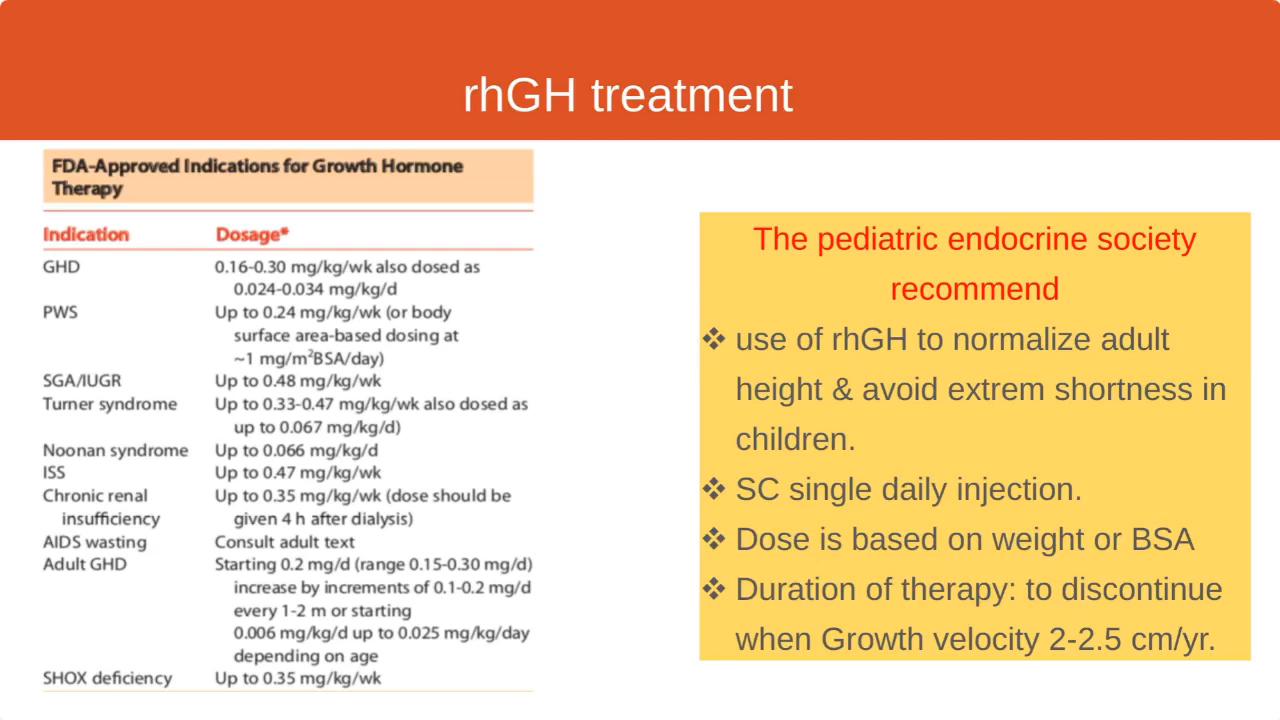 rhGH treatment
FDA-Approved Indications for Growth Hormone
Therapy
Indication Dosage*
GHD 0.16-0.30 mg/kg/wk also dosed as
0.024-0.034 mg/kg/d
PWS Up to 0.24 mg/kg/wk (or body
surface area-based dosing at
~1 mg/m²BSA/day)
SGA/IUGR Up to 0.48 mg/kg/wk
Turner syndrome Up to 0.33-0.47 mg/kg/wk also dosed as
up to 0.067 mg/kg/d)
Noonan syndrome Up to 0.066 mg/kg/d
ISS Up to 0.47 mg/kg/wk
Chronic renal Up to 0.35 mg/kg/wk (dose should be
insufficiency given 4 h after dialysis)
AIDS wasting Consult adult text
Adult GHD Starting 0.2 mg/d (range 0.15-0.30 mg/d)
increase by increments of 0.1-0.2 mg/d
every 1-2 m or starting
0.006 mg/kg/d up to 0.025 mg/kg/day
depending on age
SHOX deficiency Up to 0.35 mg/kg/wk
The pediatric endocrine society
recommend
❖ use of rhGH to normalize adult
height & avoid extrem shortness in
children.
❖ SC single daily injection.
❖ Dose is based on weight or BSA
❖ Duration of therapy: to discontinue
when Growth velocity 2-2.5 cm/yr.